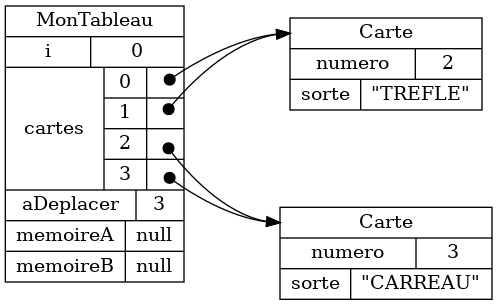 MonTableau
i 0
cartes
0
1
2
3
aDeplacer 3
memoireA null
memoireB null
Carte
numero 2
sorte "TREFLE"
Carte
numero 3
sorte "CARREAU"